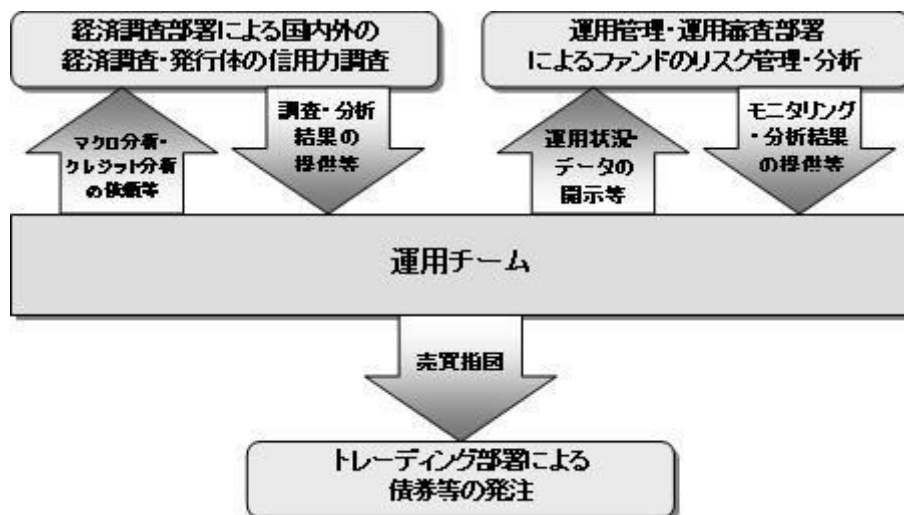 経済調査部署による国内外の
経済調査・発行体の信用力調査
運用管理・運用審査部署
によるファンドのリスク管理・分析
マクロ分析・
クレジット分析
の依頼等
調査・分析
結果の
提供等
運用状況・
データの
開示等
モニタリング
・分析結果
の提供等
運用チーム
売買指図
トレーディング部署による
債券等の発注